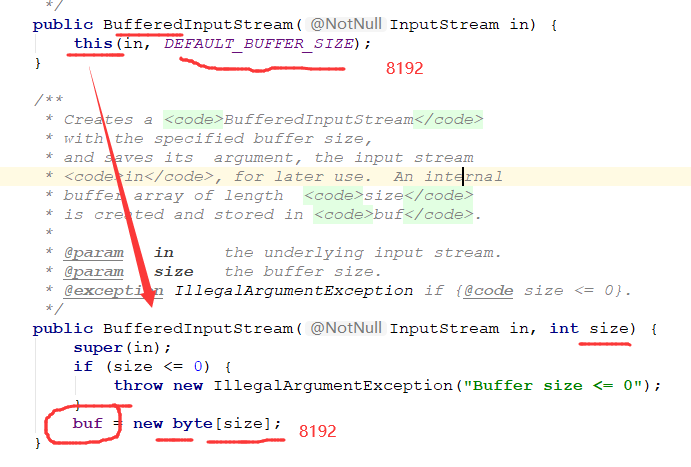 */
public BufferedInputStream( @NotNull InputStream in) {
this(in, DEFAULT_BUFFER_SIZE);
8192
}
/**
* Creates a <code>BufferedInputStream</code>
* with the specified buffer size,
* and saves its  argument, the input stream
* <code>in</code>, for later use.  An internal
* buffer array of length  <code>size</code>
* is created and stored in <code>buf</code>.
*
* @param   in     the underlying input stream.
* @param   size   the buffer size.
* @exception IllegalArgumentException if {@code size <= 0}.
*/
public BufferedInputStream( @NotNull InputStream in, int size) {
super(in);
if (size <= 0) {
throw new IllegalArgumentException("Buffer size <= 0");
}
buf = new byte[size]; 8192
}